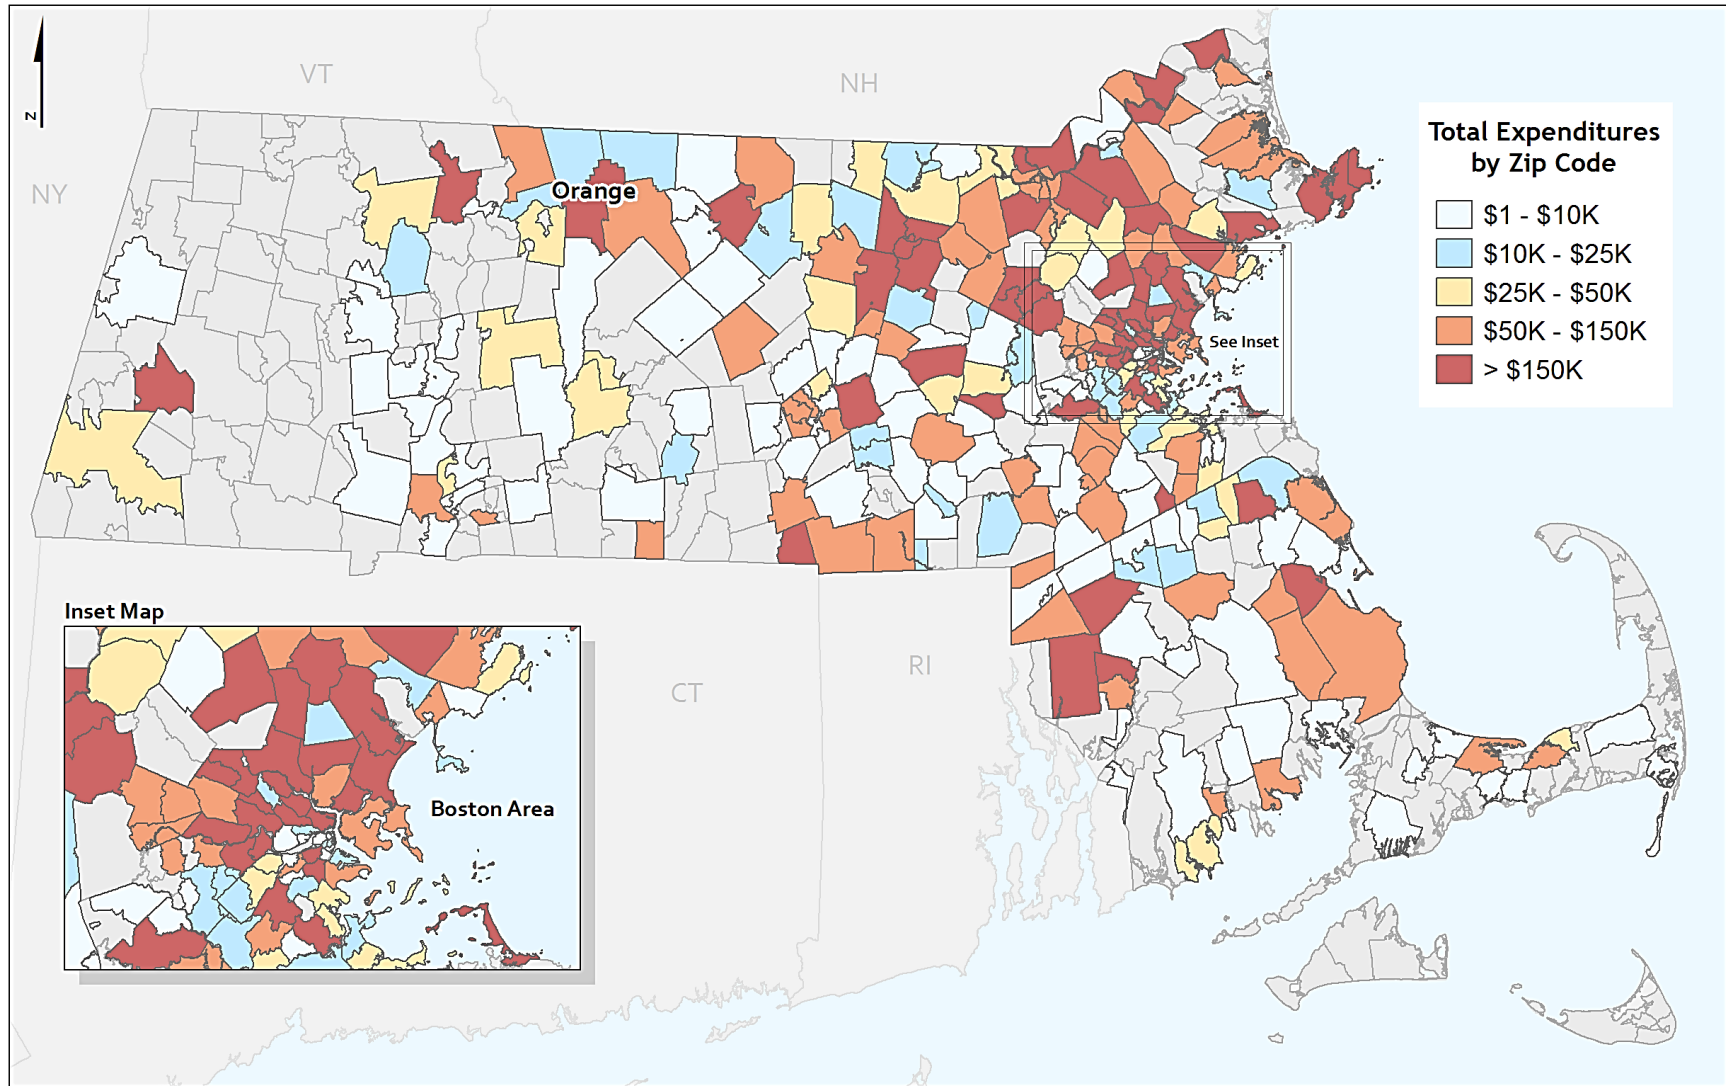 VT
NH
NY
Orange
N
Total Expenditures
by Zip Code
$1 - $10K
$10K - $25K
$25K - $50K
$50K - $150K
> $150K
See Inset
Inset Map
Boston Area
CT
RI